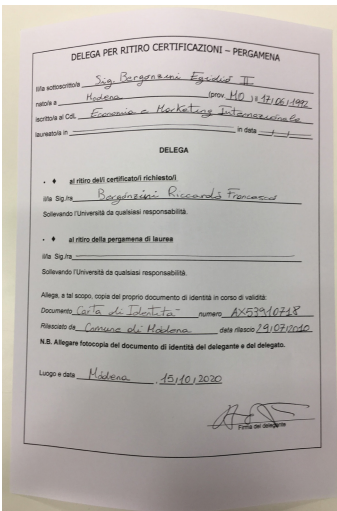 DELEGA PER RITIRO CERTIFICAZIONI – PERGAMENA
Il/la sottoscritto/a Sig. Bergonzini Egidio II
nato/a a Modena (prov. MO) il 17/06/1992
iscritto/a al CdL Economia e Marketing Internazionale
laureato/a in in data / /
DELEGA
• ♦ al ritiro del/i certificato/i richiesto/i
il/la Sig./ra Bergonzini Riccardo Francesco
Sollevando l'Università da qualsiasi responsabilità.
• ♦ al ritiro della pergamena di laurea
il/la Sig./ra
Sollevando l'Università da qualsiasi responsabilità.
Allega, a tal scopo, copia del proprio documento di identità in corso di validità:
Documento Carta di Identità numero AX53910718
Rilasciato da Comune di Modena data rilascio 29/07/2010
N.B. Allegare fotocopia del documento di identità del delegante e del delegato.
Luogo e data Modena, 15/10/2020
Firma del delegante